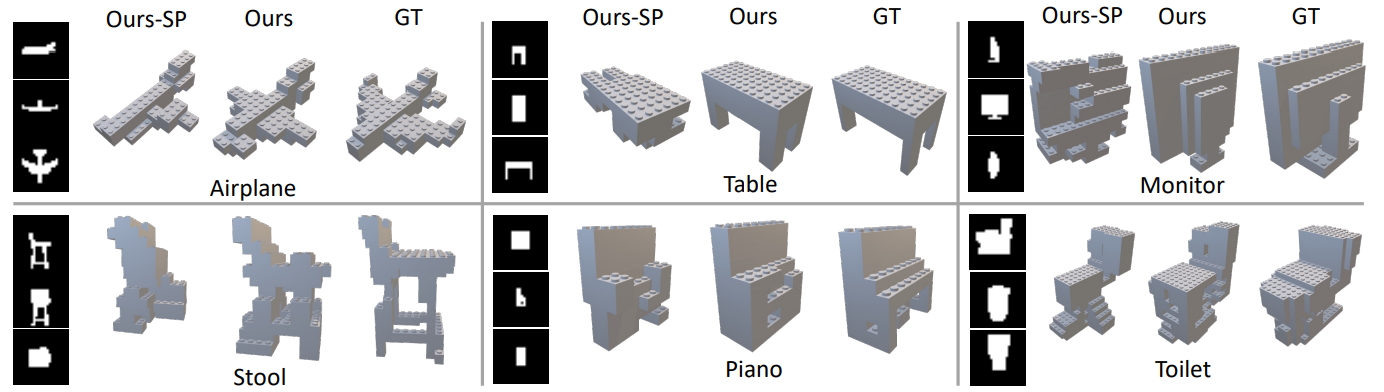 Ours-SP Ours GT
Airplane
Ours-SP Ours GT
Table
Ours-SP Ours GT
Monitor
Stool
Piano
Toilet